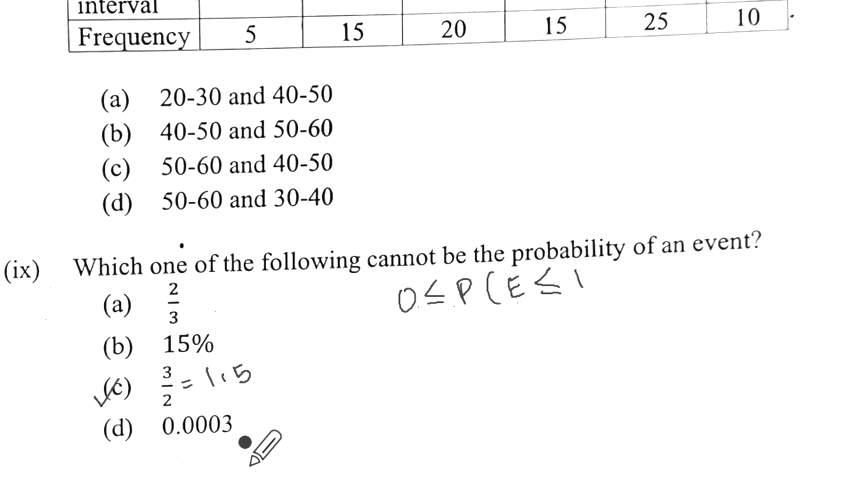 interval
Frequency 5 15 20 15 25 10
(a) 20-30 and 40-50
(b) 40-50 and 50-60
(c) 50-60 and 40-50
(d) 50-60 and 30-40
(ix) Which one of the following cannot be the probability of an event?
0 ≤ P(E ≤ 1
(a) 2/3
(b) 15%
(c) 3/2 = 1.5
(d) 0.0003